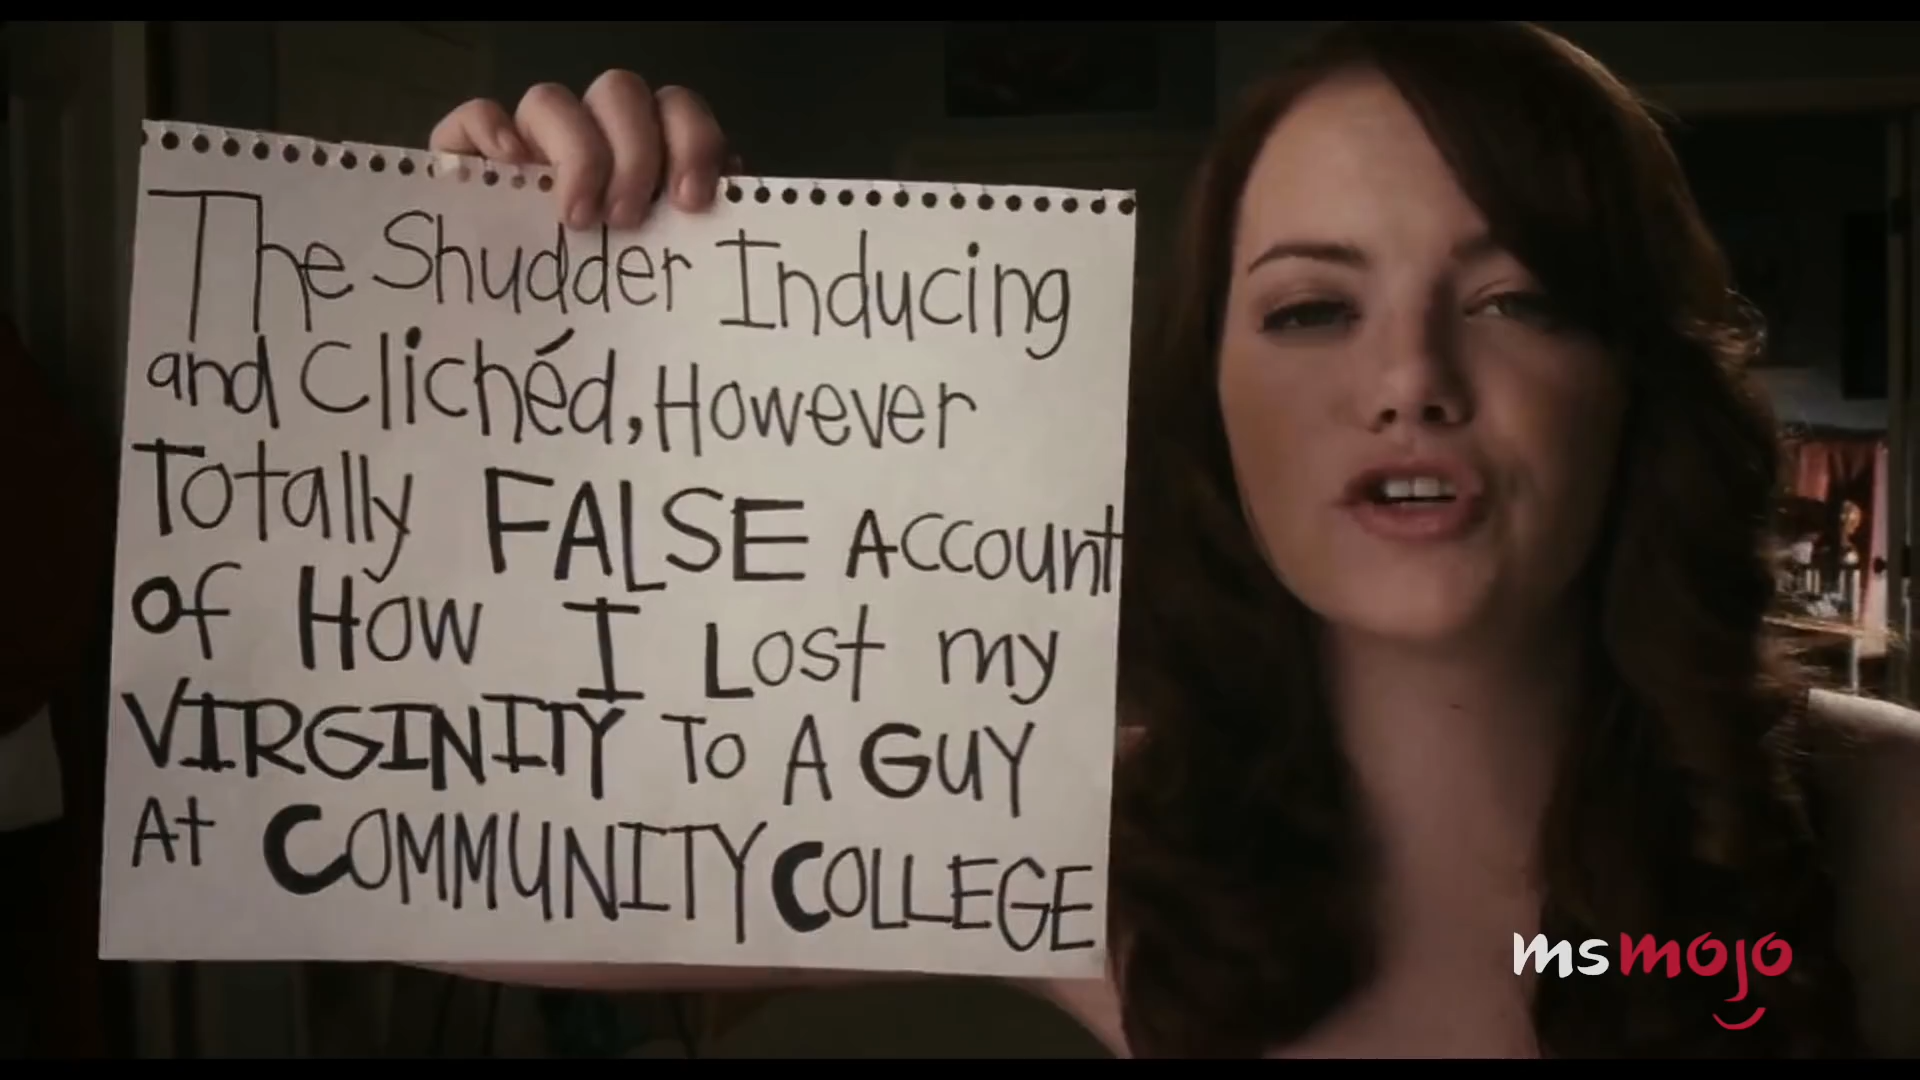 The Shudder Inducing
and Clichéd, However
Totally FALSE Account
of How I Lost my
VIRGINITY To A GUY
At COMMUNITY COLLEGE
msmojo